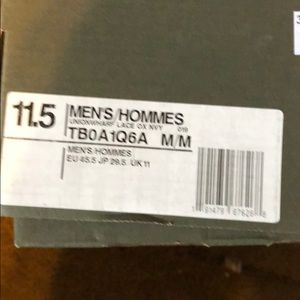 11.5
MEN'S/HOMMES
UNIONWHARF LACE OX NVY 019
TB0A1Q6A M/M
MEN'S/HOMMES
EU 45.5 JP 29.5 UK 11